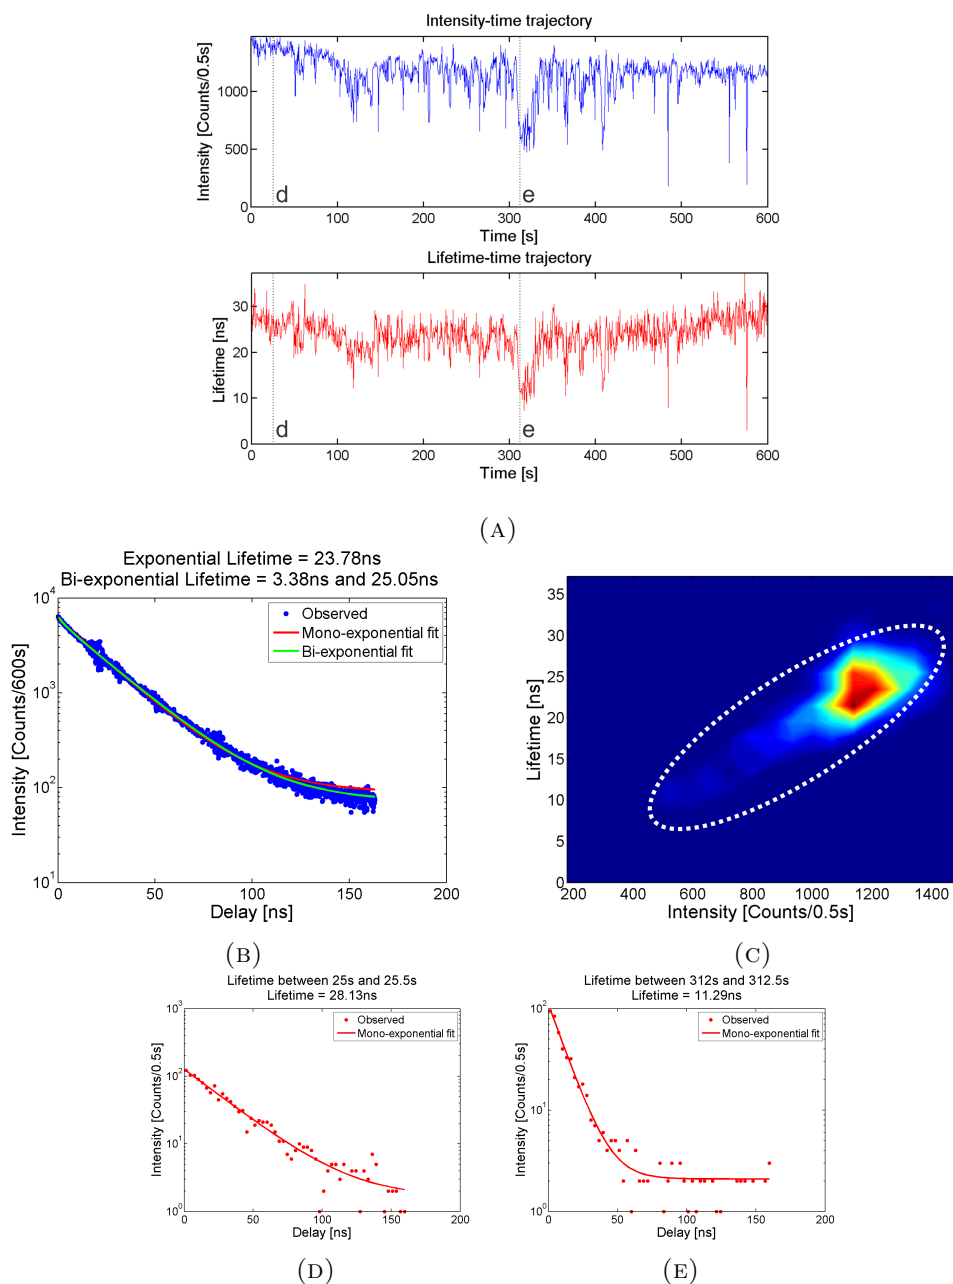 Intensity-time trajectory
Intensity [Counts/0.5s]
1000
500
0
d
e
0 100 200 300 400 500 600
Time [s]
Lifetime-time trajectory
Lifetime [ns]
30
20
10
0
d
e
0 100 200 300 400 500 600
Time [s]
(A)
Exponential Lifetime = 23.78ns
Bi-exponential Lifetime = 3.38ns and 25.05ns
Intensity [Counts/600s]
10^4
10^3
10^2
10^1
Observed
Mono-exponential fit
Bi-exponential fit
0 50 100 150 200
Delay [ns]
(B)
Lifetime [ns]
35
30
25
20
15
10
5
0
200 400 600 800 1000 1200 1400
Intensity [Counts/0.5s]
(C)
Lifetime between 25s and 25.5s
Lifetime = 28.13ns
Intensity [Counts/0.5s]
10^3
10^2
10^1
10^0
Observed
Mono-exponential fit
0 50 100 150 200
Delay [ns]
(D)
Lifetime between 312s and 312.5s
Lifetime = 11.29ns
Intensity [Counts/0.5s]
10^2
10^1
10^0
Observed
Mono-exponential fit
0 50 100 150 200
Delay [ns]
(E)